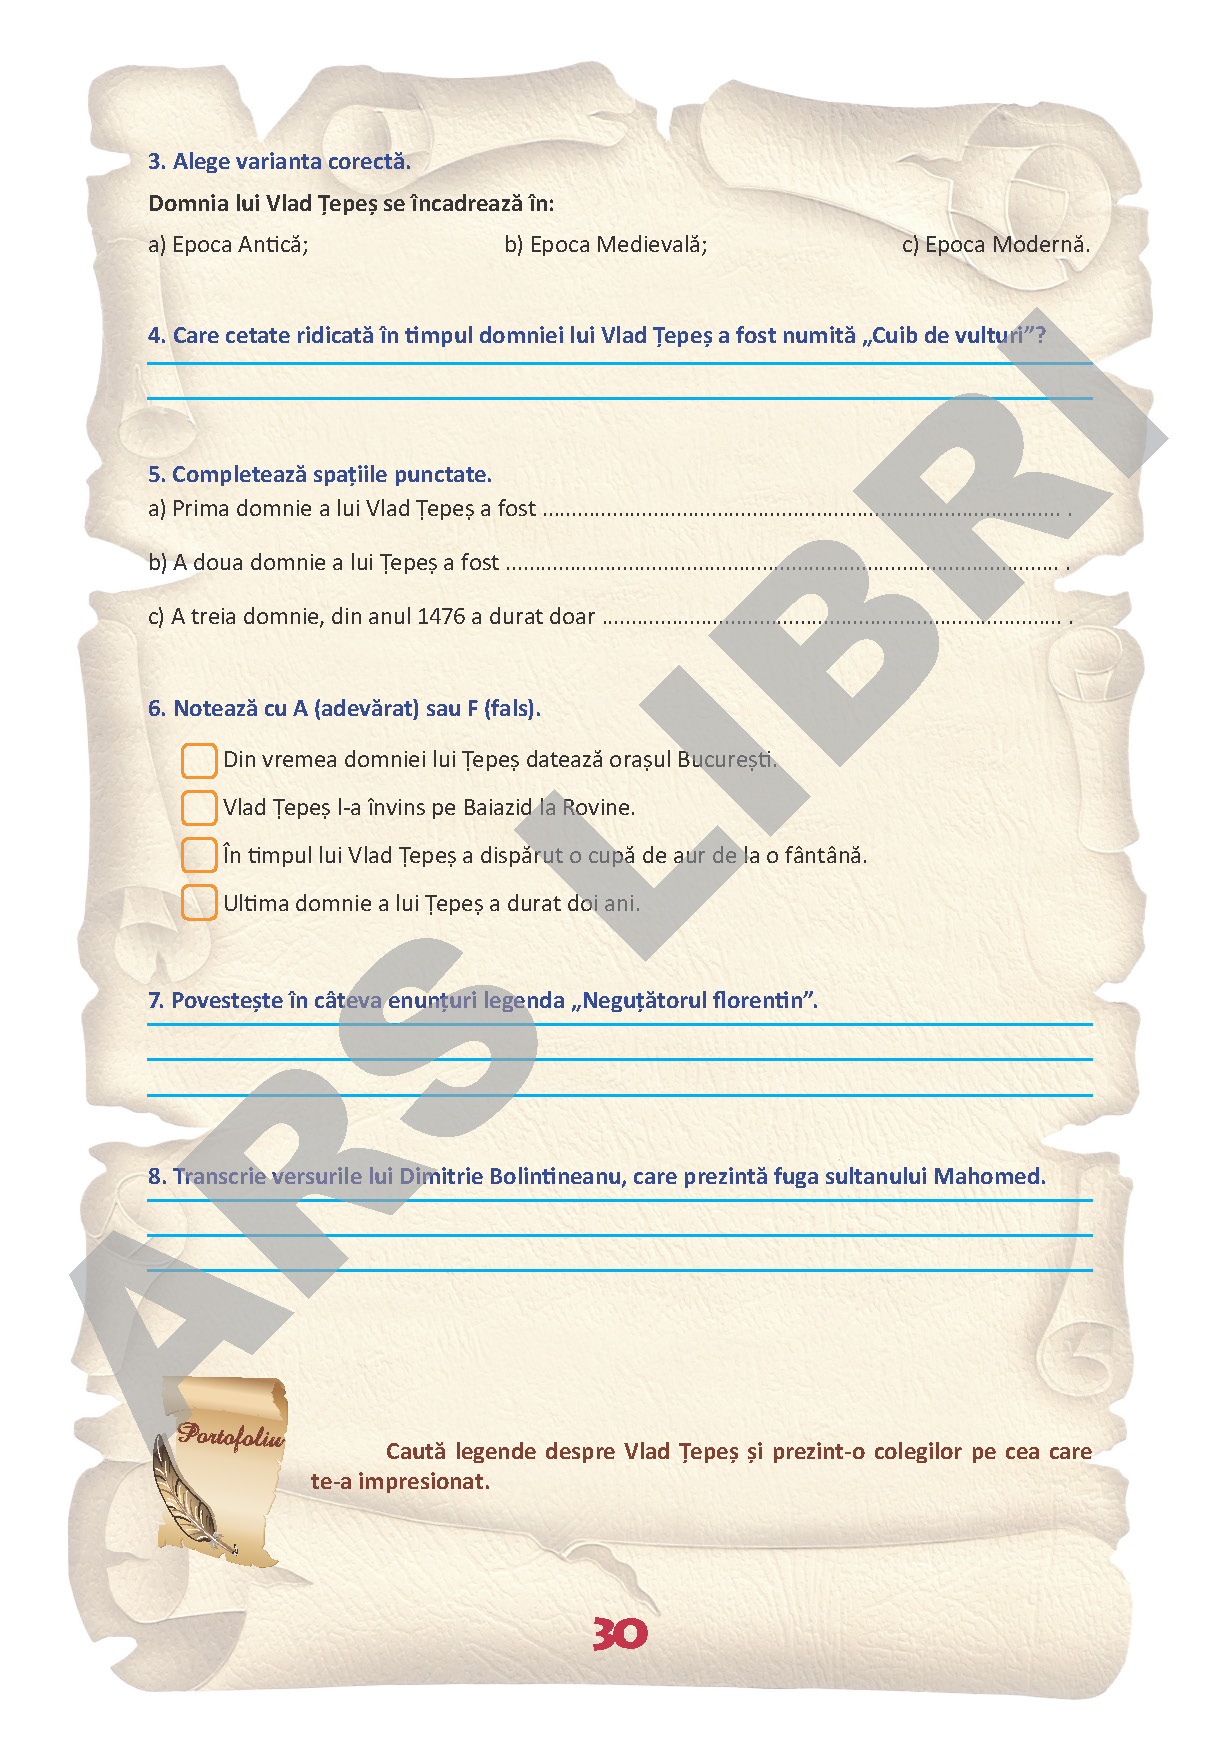 3. Alege varianta corectă.
Domnia lui Vlad Țepeș se încadrează în:
a) Epoca Antică; b) Epoca Medievală; c) Epoca Modernă.
4. Care cetate ridicată în timpul domniei lui Vlad Țepeș a fost numită „Cuib de vulturi”?
5. Completează spațiile punctate.
a) Prima domnie a lui Vlad Țepeș a fost ........................................................................................ .
b) A doua domnie a lui Țepeș a fost .............................................................................................. .
c) A treia domnie, din anul 1476 a durat doar .............................................................................. .
6. Notează cu A (adevărat) sau F (fals).
Din vremea domniei lui Țepeș datează orașul București.
Vlad Țepeș l-a învins pe Baiazid la Rovine.
În timpul lui Vlad Țepeș a dispărut o cupă de aur de la o fântână.
Ultima domnie a lui Țepeș a durat doi ani.
7. Povestește în câteva enunțuri legenda „Neguțătorul florentin”.
8. Transcrie versurile lui Dimitrie Bolintineanu, care prezintă fuga sultanului Mahomed.
Portofoliu
Caută legende despre Vlad Țepeș și prezint-o colegilor pe cea care
te-a impresionat.
30
ARS LIBRI